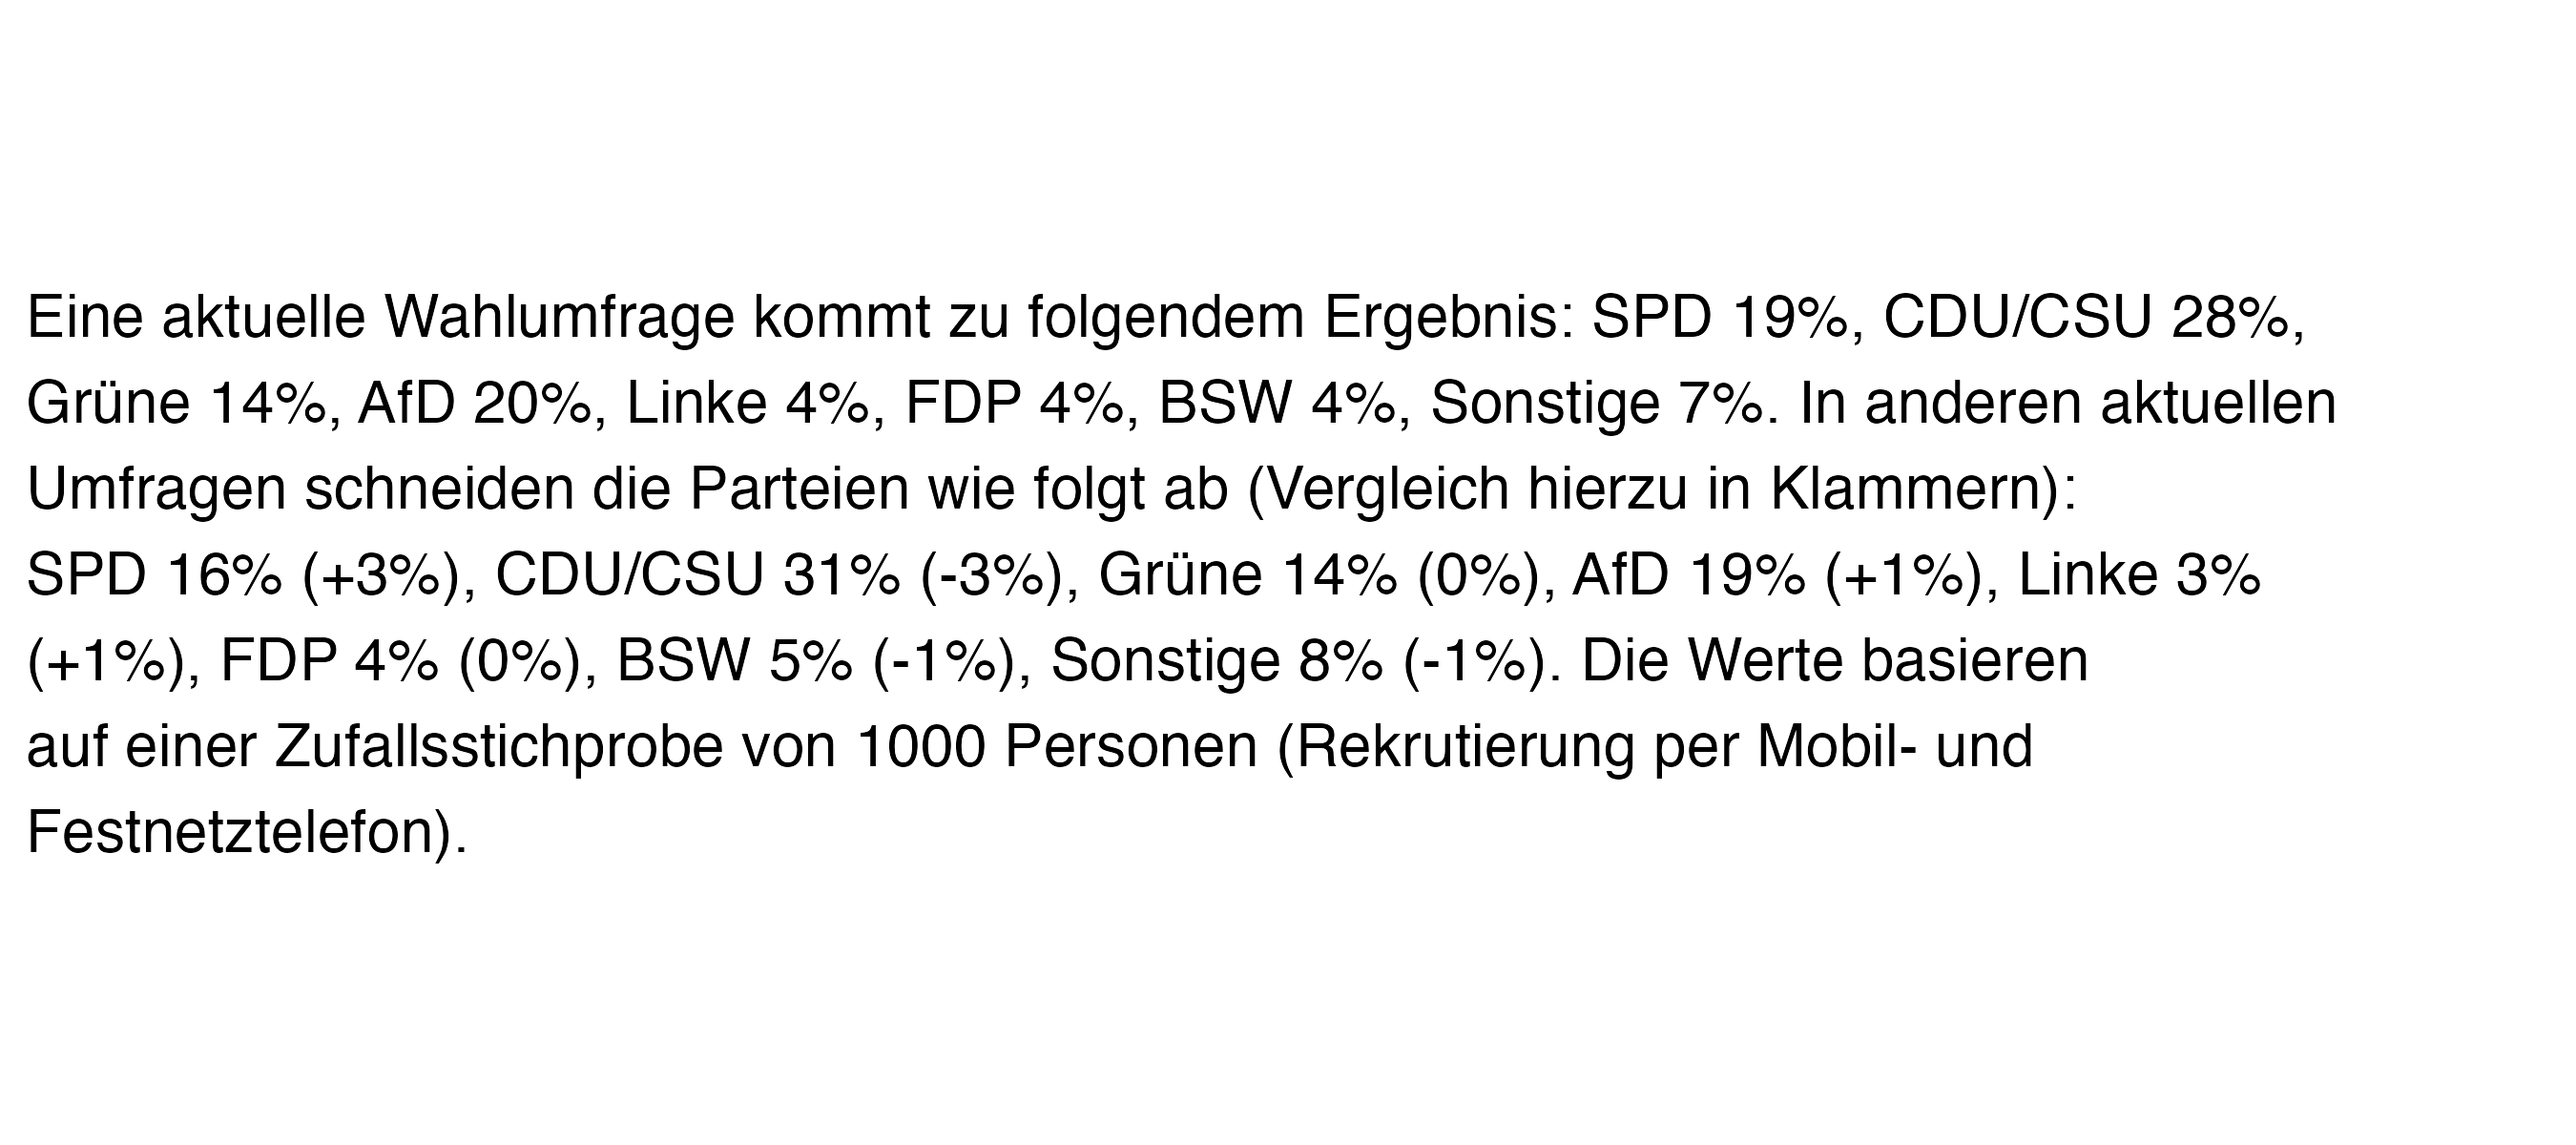 Eine aktuelle Wahlumfrage kommt zu folgendem Ergebnis: SPD 19%, CDU/CSU 28%,
Grüne 14%, AfD 20%, Linke 4%, FDP 4%, BSW 4%, Sonstige 7%. In anderen aktuellen
Umfragen schneiden die Parteien wie folgt ab (Vergleich hierzu in Klammern):
SPD 16% (+3%), CDU/CSU 31% (-3%), Grüne 14% (0%), AfD 19% (+1%), Linke 3%
(+1%), FDP 4% (0%), BSW 5% (-1%), Sonstige 8% (-1%). Die Werte basieren
auf einer Zufallsstichprobe von 1000 Personen (Rekrutierung per Mobil- und
Festnetztelefon).